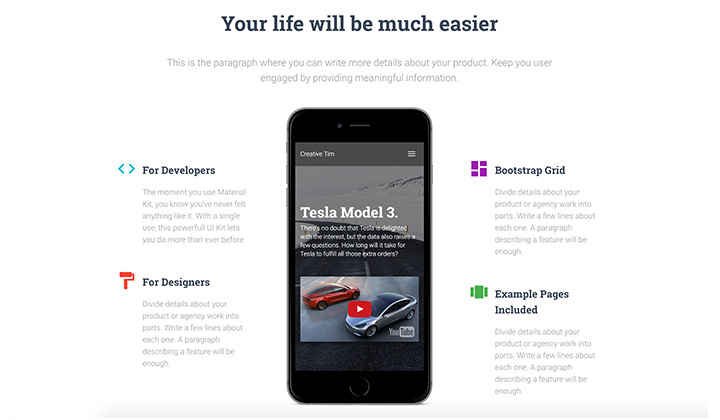 Your life will be much easier
This is the paragraph where you can write more details about your product. Keep you user
engaged by providing meaningful information.
For Developers
The moment you use Material
Kit, you know you've never felt
anything like it. With a single
use, this powerfull UI Kit lets
you do more than ever before.
For Designers
Divide details about your
product or agency work into
parts. Write a few lines about
each one. A paragraph
describing a feature will be
enough.
Creative Tim
Tesla Model 3.
There's no doubt that Tesla is delighted
with the interest, but the data also raises a
few questions. How long will it take for
Tesla to fulfill all those extra orders?
YouTube
Bootstrap Grid
Divide details about your
product or agency work into
parts. Write a few lines about
each one. A paragraph
describing a feature will be
enough.
Example Pages
Included
Divide details about your
product or agency work into
parts. Write a few lines about
each one. A paragraph
describing a feature will be
enough.